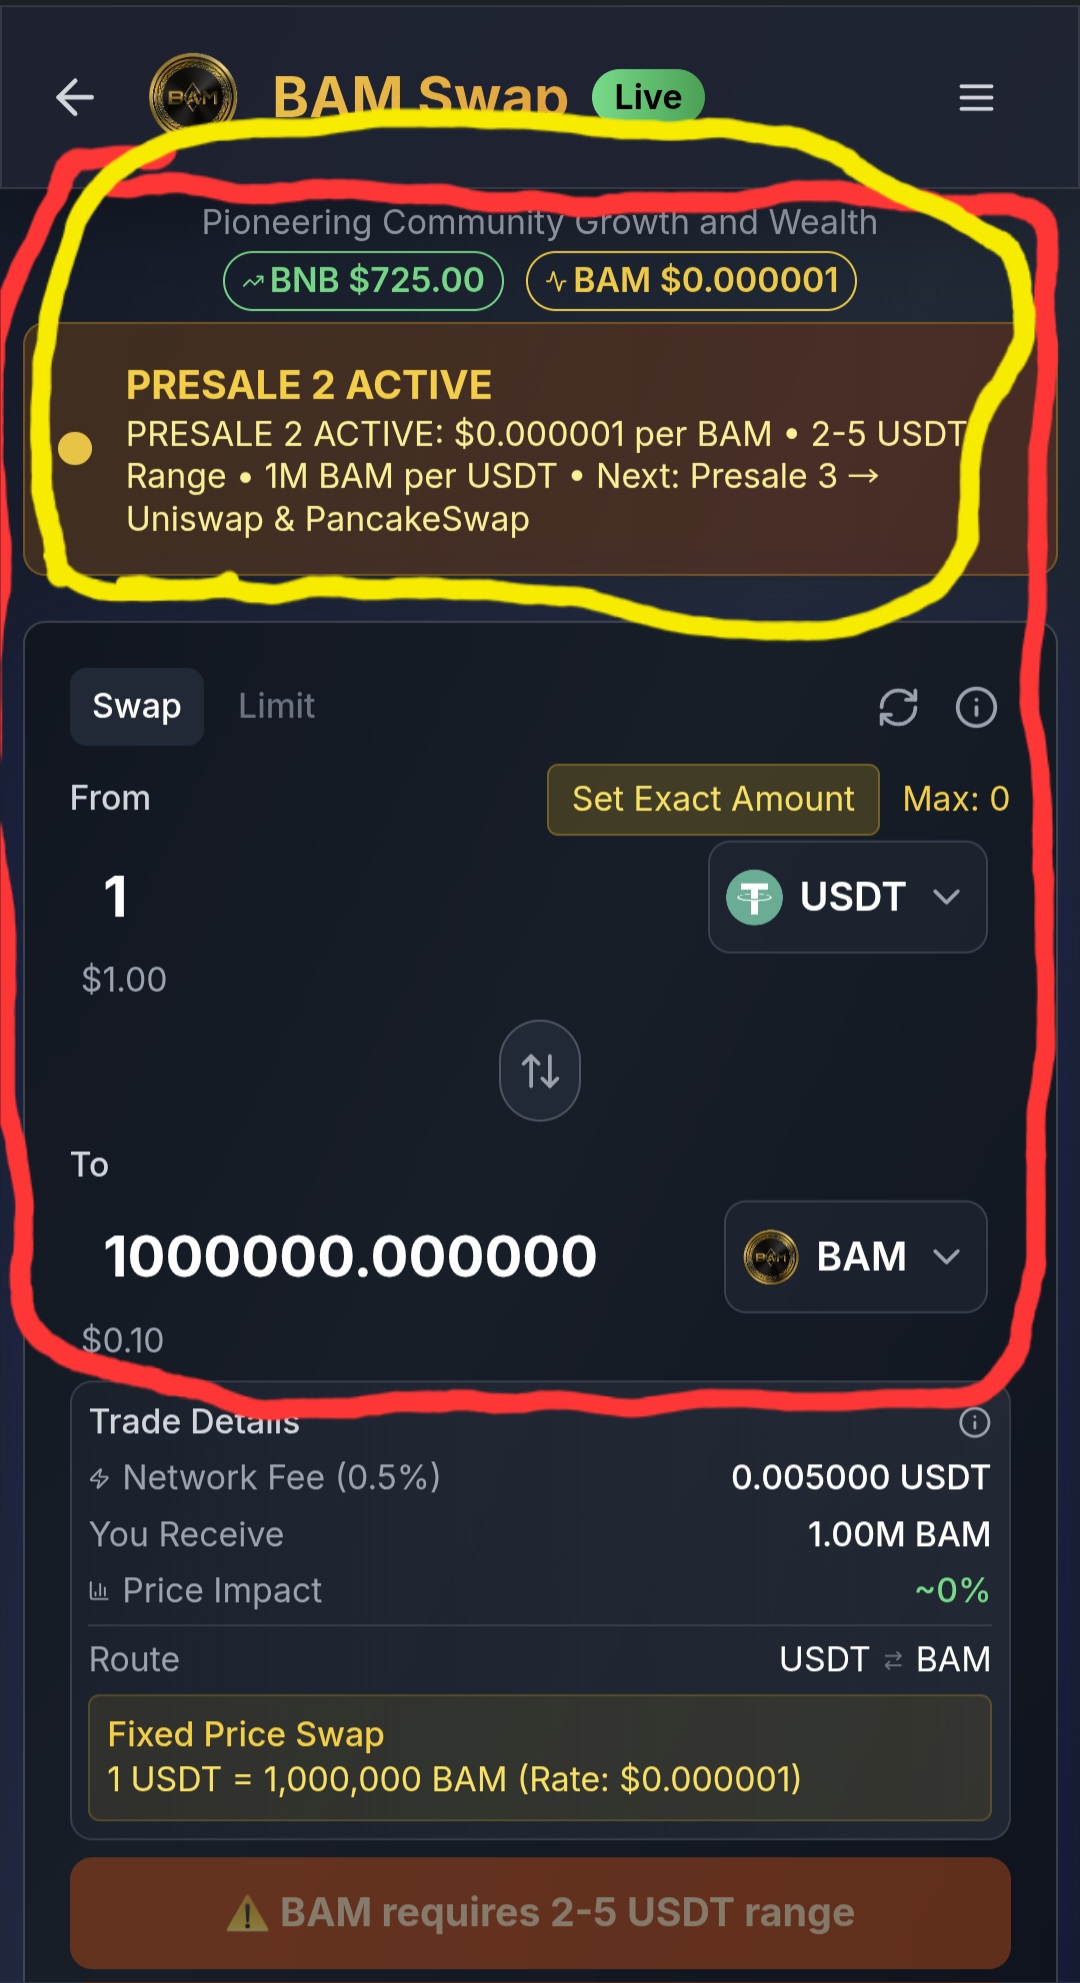 BAM
BAM Swap
Live
Pioneering Community Growth and Wealth
BNB $725.00
BAM $0.000001
PRESALE 2 ACTIVE
PRESALE 2 ACTIVE: $0.000001 per BAM • 2-5 USDT
Range • 1M BAM per USDT • Next: Presale 3 →
Uniswap & PancakeSwap
Swap
Limit
From
Set Exact Amount
Max: 0
1
USDT
$1.00
To
1000000.000000
BAM
BAM
$0.10
Trade Details
Network Fee (0.5%)
0.005000 USDT
You Receive
1.00M BAM
Price Impact
~0%
Route
USDT ⇄ BAM
Fixed Price Swap
1 USDT = 1,000,000 BAM (Rate: $0.000001)
⚠️ BAM requires 2-5 USDT range